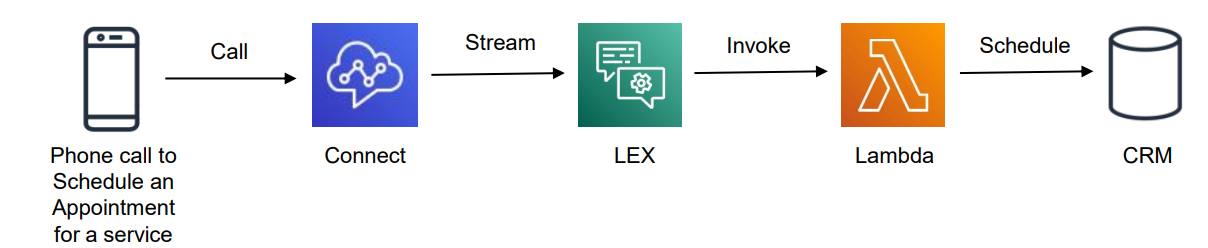 Call
Stream
Invoke
Schedule
Phone call to
Schedule an
Appointment
for a service
Connect
LEX
Lambda
CRM